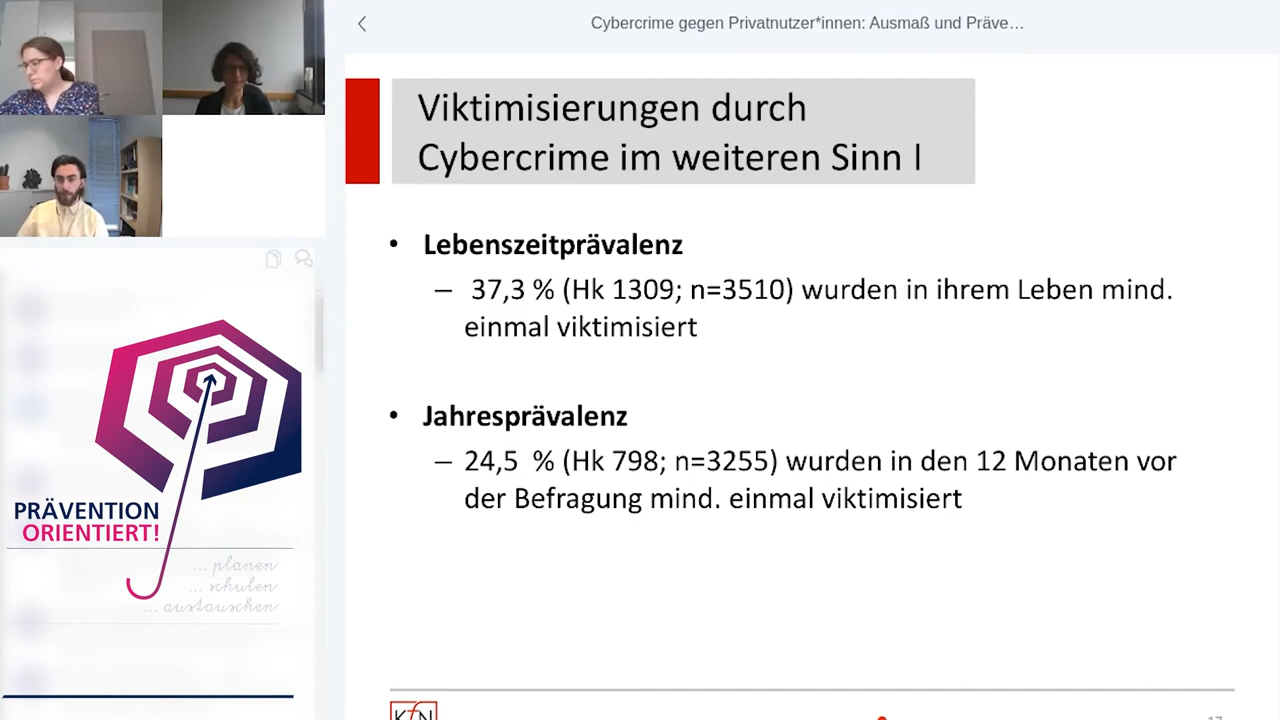 Cybercrime gegen Privatnutzer*innen: Ausmaß und Präve…
Viktimisierungen durch
Cybercrime im weiteren Sinn I
• Lebenszeitprävalenz
– 37,3 % (Hk 1309; n=3510) wurden in ihrem Leben mind.
einmal viktimisiert
• Jahresprävalenz
– 24,5 % (Hk 798; n=3255) wurden in den 12 Monaten vor
der Befragung mind. einmal viktimisiert
PRÄVENTION
ORIENTIERT!
... planen
... schulen
... austauschen
KfN
17